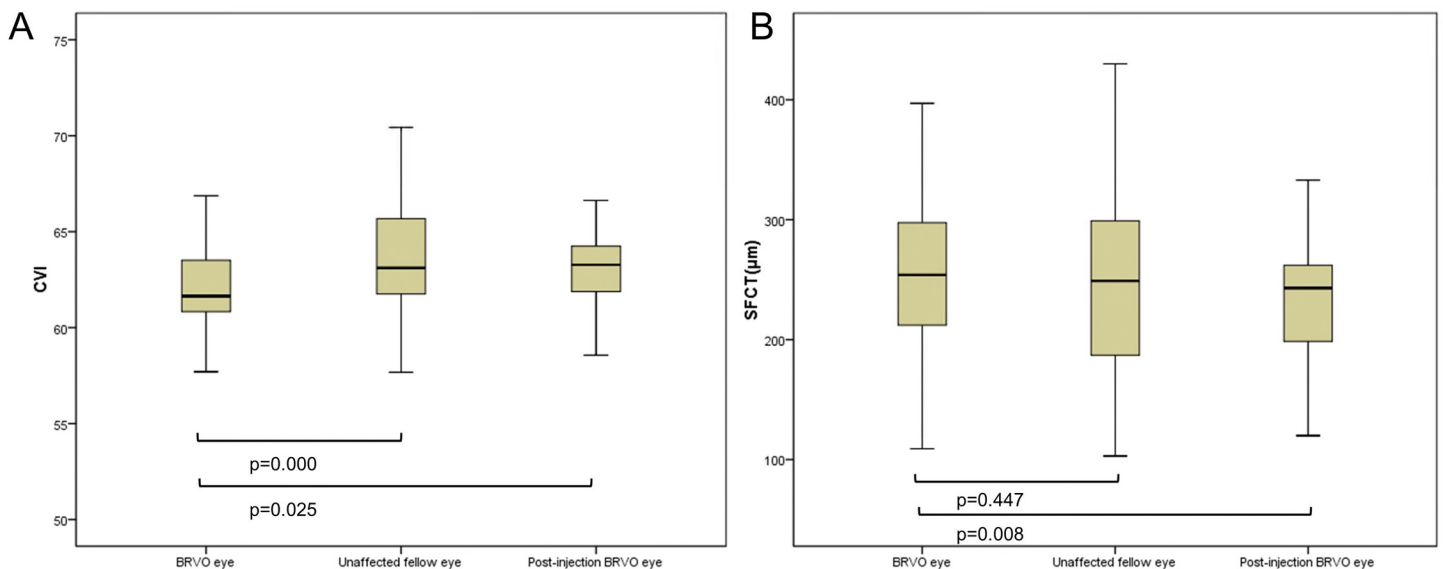 A
75
70
65
60
55
50
CVI
p=0.000
p=0.025
BRVO eye
Unaffected fellow eye
Post-injection BRVO eye
B
400
300
200
100
SFCT(μm)
p=0.447
p=0.008
BRVO eye
Unaffected fellow eye
Post-injection BRVO eye